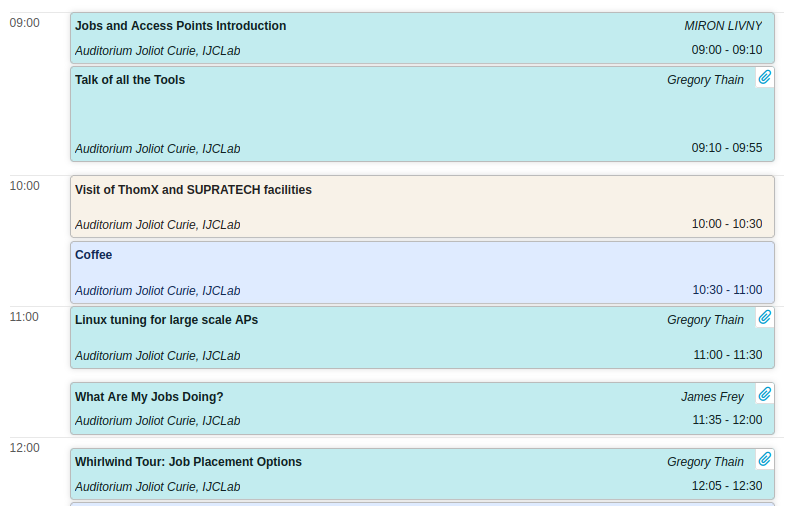 09:00
Jobs and Access Points Introduction MIRON LIVNY
Auditorium Joliot Curie, IJCLab 09:00 - 09:10
Talk of all the Tools Gregory Thain
Auditorium Joliot Curie, IJCLab 09:10 - 09:55
10:00
Visit of ThomX and SUPRATECH facilities
Auditorium Joliot Curie, IJCLab 10:00 - 10:30
Coffee
Auditorium Joliot Curie, IJCLab 10:30 - 11:00
11:00
Linux tuning for large scale APs Gregory Thain
Auditorium Joliot Curie, IJCLab 11:00 - 11:30
What Are My Jobs Doing? James Frey
Auditorium Joliot Curie, IJCLab 11:35 - 12:00
12:00
Whirlwind Tour: Job Placement Options Gregory Thain
Auditorium Joliot Curie, IJCLab 12:05 - 12:30